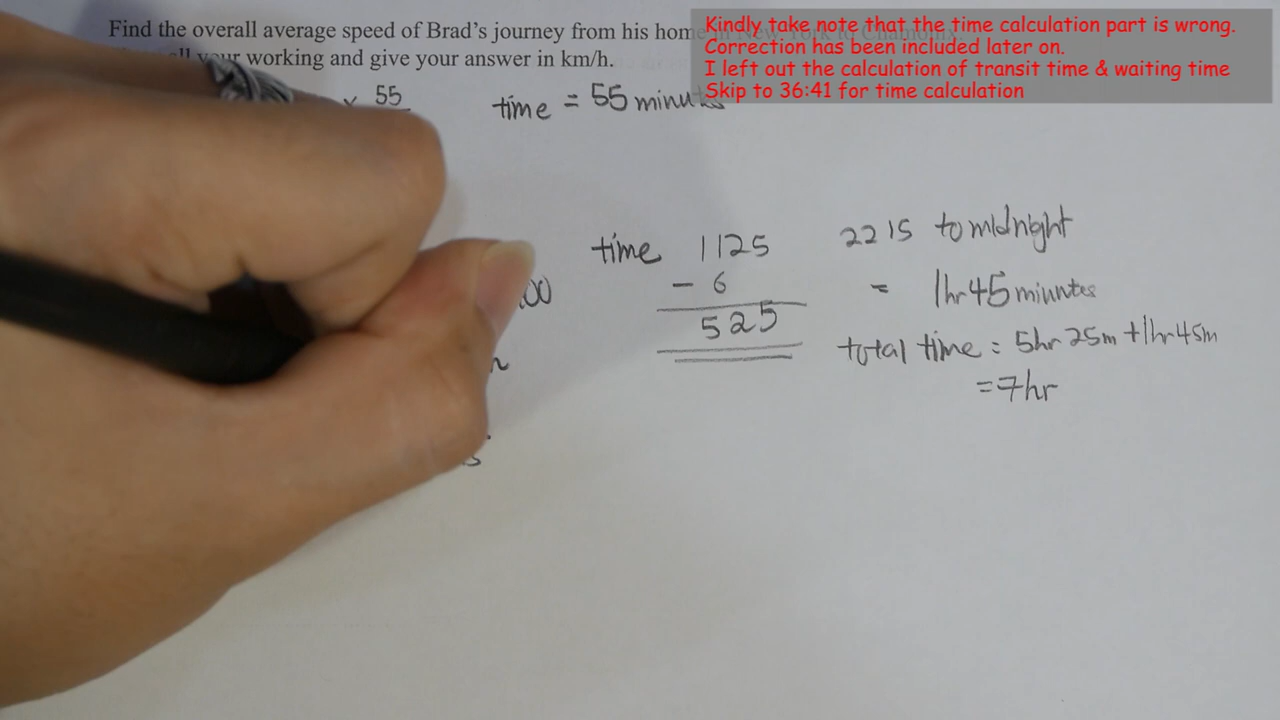 Find the overall average speed of Brad's journey from his home
your working and give your answer in km/h.
Kindly take note that the time calculation part is wrong.
Correction has been included later on.
I left out the calculation of transit time & waiting time
Skip to 36:41 for time calculation
× 55
time = 55 minutes
time 1125
- 6
525
2215 to midnight
= 1hr 45 miuntes
total time = 5hr 25m + 1hr 45m
= 7hr